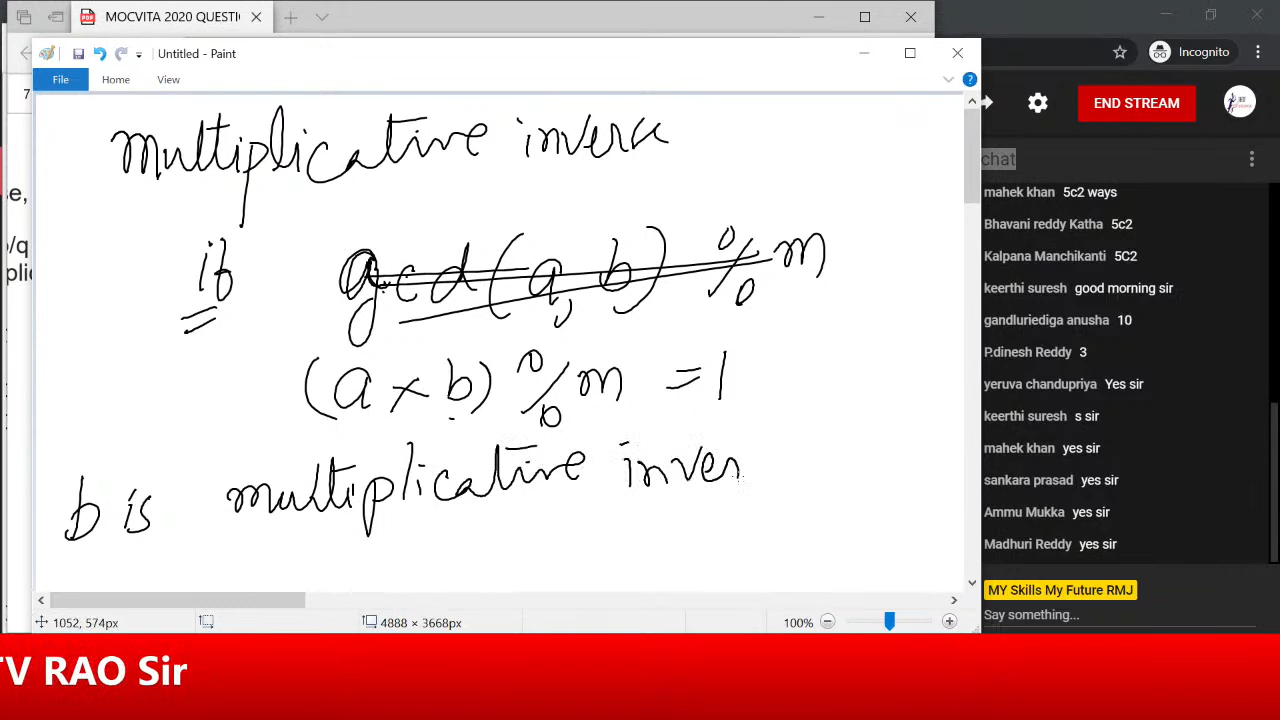 MOCVITA 2020 QUESTI
Untitled - Paint
Incognito
File Home View
END STREAM
7
chat
multiplicative inverse
mahek khan 5c2 ways
Bhavani reddy Katha 5c2
Kalpana Manchikanti 5C2
keerthi suresh good morning sir
gandluriediga anusha 10
P.dinesh Reddy 3
yeruva chandupriya Yes sir
keerthi suresh s sir
mahek khan yes sir
sankara prasad yes sir
Ammu Mukka yes sir
Madhuri Reddy yes sir
se,
o/q
plic
if gcd(a, b) % m
(a × b) % m = 1
b is multiplicative inver
MY Skills My Future RMJ
Say something...
1052, 574px
4888 × 3668px
100%
TV RAO Sir